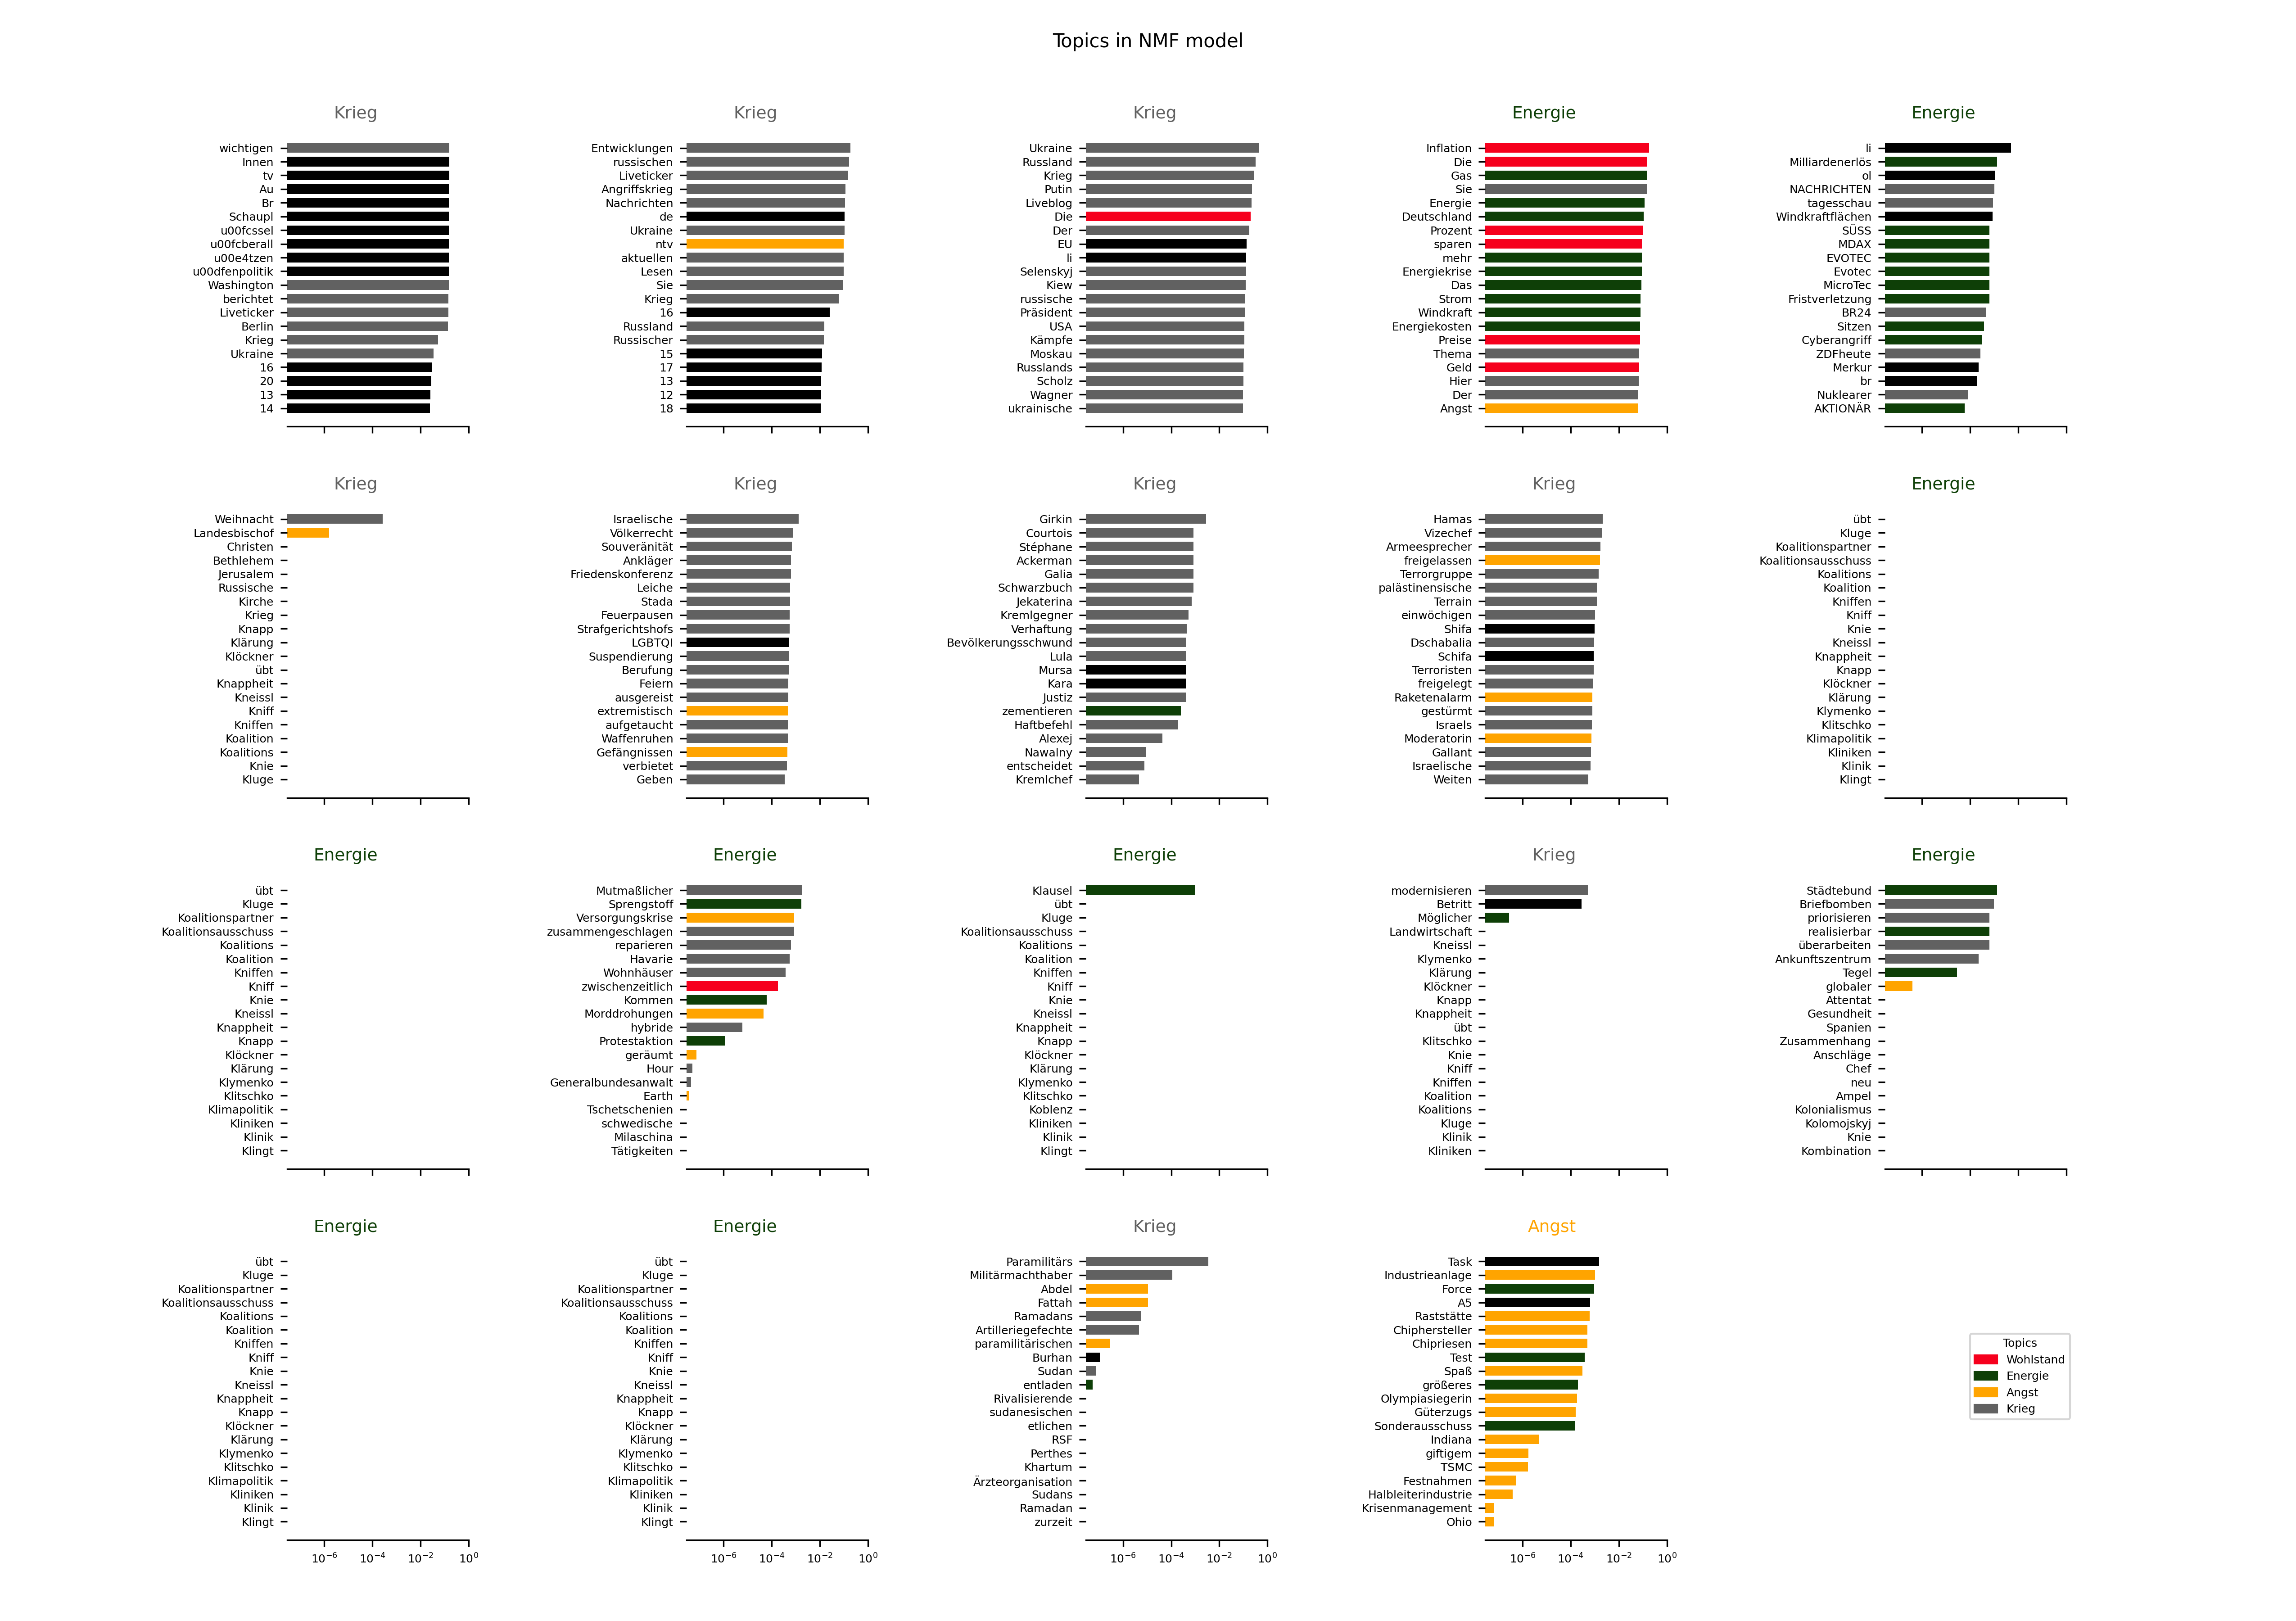 Topics in NMF model
Krieg
wichtigen
Innen
tv
Au
Br
Schaupl
u00fcssel
u00fcberall
u00e4tzen
u00dfenpolitik
Washington
berichtet
Liveticker
Berlin
Krieg
Ukraine
16
20
13
14
Krieg
Entwicklungen
russischen
Liveticker
Angriffskrieg
Nachrichten
de
Ukraine
ntv
aktuellen
Lesen
Sie
Krieg
16
Russland
Russischer
15
17
13
12
18
Krieg
Ukraine
Russland
Krieg
Putin
Liveblog
Die
Der
EU
li
Selenskyj
Kiew
russische
Präsident
USA
Kämpfe
Moskau
Russlands
Scholz
Wagner
ukrainische
Energie
Inflation
Die
Gas
Sie
Energie
Deutschland
Prozent
sparen
mehr
Energiekrise
Das
Strom
Windkraft
Energiekosten
Preise
Thema
Geld
Hier
Der
Angst
Energie
li
Milliardenerlös
ol
NACHRICHTEN
tagesschau
Windkraftflächen
SÜSS
MDAX
EVOTEC
Evotec
MicroTec
Fristverletzung
BR24
Sitzen
Cyberangriff
ZDFheute
Merkur
br
Nuklearer
AKTIONÄR
Krieg
Weihnacht
Landesbischof
Christen
Bethlehem
Jerusalem
Russische
Kirche
Krieg
Knapp
Klärung
Klöckner
übt
Knappheit
Kneissl
Kniff
Kniffen
Koalition
Koalitions
Knie
Kluge
Krieg
Israelische
Völkerrecht
Souveränität
Ankläger
Friedenskonferenz
Leiche
Stada
Feuerpausen
Strafgerichtshofs
LGBTQI
Suspendierung
Berufung
Feiern
ausgereist
extremistisch
aufgetaucht
Waffenruhen
Gefängnissen
verbietet
Geben
Krieg
Girkin
Courtois
Stéphane
Ackerman
Galia
Schwarzbuch
Jekaterina
Kremlgegner
Verhaftung
Bevölkerungsschwund
Lula
Mursa
Kara
Justiz
zementieren
Haftbefehl
Alexej
Nawalny
entscheidet
Kremlchef
Krieg
Hamas
Vizechef
Armeesprecher
freigelassen
Terrorgruppe
palästinensische
Terrain
einwöchigen
Shifa
Dschabalia
Schifa
Terroristen
freigelegt
Raketenalarm
gestürmt
Israels
Moderatorin
Gallant
Israelische
Weiten
Energie
übt
Kluge
Koalitionspartner
Koalitionsausschuss
Koalitions
Koalition
Kniffen
Kniff
Knie
Kneissl
Knappheit
Knapp
Klöckner
Klärung
Klymenko
Klitschko
Klimapolitik
Kliniken
Klinik
Klingt
Energie
übt
Kluge
Koalitionspartner
Koalitionsausschuss
Koalitions
Koalition
Kniffen
Kniff
Knie
Kneissl
Knappheit
Knapp
Klöckner
Klärung
Klymenko
Klitschko
Klimapolitik
Kliniken
Klinik
Klingt
Energie
Mutmaßlicher
Sprengstoff
Versorgungskrise
zusammengeschlagen
reparieren
Havarie
Wohnhäuser
zwischenzeitlich
Kommen
Morddrohungen
hybride
Protestaktion
geräumt
Hour
Generalbundesanwalt
Earth
Tschetschenien
schwedische
Milaschina
Tätigkeiten
Energie
Klausel
übt
Kluge
Koalitionsausschuss
Koalitions
Koalition
Kniffen
Kniff
Knie
Kneissl
Knappheit
Knapp
Klöckner
Klärung
Klymenko
Klitschko
Koblenz
Kliniken
Klinik
Klingt
Krieg
modernisieren
Betritt
Möglicher
Landwirtschaft
Kneissl
Klymenko
Klärung
Klöckner
Knapp
Knappheit
übt
Klitschko
Knie
Kniff
Kniffen
Koalition
Koalitions
Kluge
Klinik
Kliniken
Energie
Städtebund
Briefbomben
priorisieren
realisierbar
überarbeiten
Ankunftszentrum
Tegel
globaler
Attentat
Gesundheit
Spanien
Zusammenhang
Anschläge
Chef
neu
Ampel
Kolonialismus
Kolomojskyj
Knie
Kombination
Energie
übt
Kluge
Koalitionspartner
Koalitionsausschuss
Koalitions
Koalition
Kniffen
Kniff
Knie
Kneissl
Knappheit
Knapp
Klöckner
Klärung
Klymenko
Klitschko
Klimapolitik
Kliniken
Klinik
Klingt
10⁻⁶ 10⁻⁴ 10⁻² 10⁰
Energie
übt
Kluge
Koalitionspartner
Koalitionsausschuss
Koalitions
Koalition
Kniffen
Kniff
Knie
Kneissl
Knappheit
Knapp
Klöckner
Klärung
Klymenko
Klitschko
Klimapolitik
Kliniken
Klinik
Klingt
10⁻⁶ 10⁻⁴ 10⁻² 10⁰
Krieg
Paramilitärs
Militärmachthaber
Abdel
Fattah
Ramadans
Artilleriegefechte
paramilitärischen
Burhan
Sudan
entladen
Rivalisierende
sudanesischen
etlichen
RSF
Perthes
Khartum
Ärzteorganisation
Sudans
Ramadan
zurzeit
10⁻⁶ 10⁻⁴ 10⁻² 10⁰
Angst
Task
Industrieanlage
Force
A5
Raststätte
Chiphersteller
Chipriesen
Test
Spaß
größeres
Olympiasiegerin
Güterzugs
Sonderausschuss
Indiana
giftigem
TSMC
Festnahmen
Halbleiterindustrie
Krisenmanagement
Ohio
10⁻⁶ 10⁻⁴ 10⁻² 10⁰
Topics
Wohlstand
Energie
Angst
Krieg